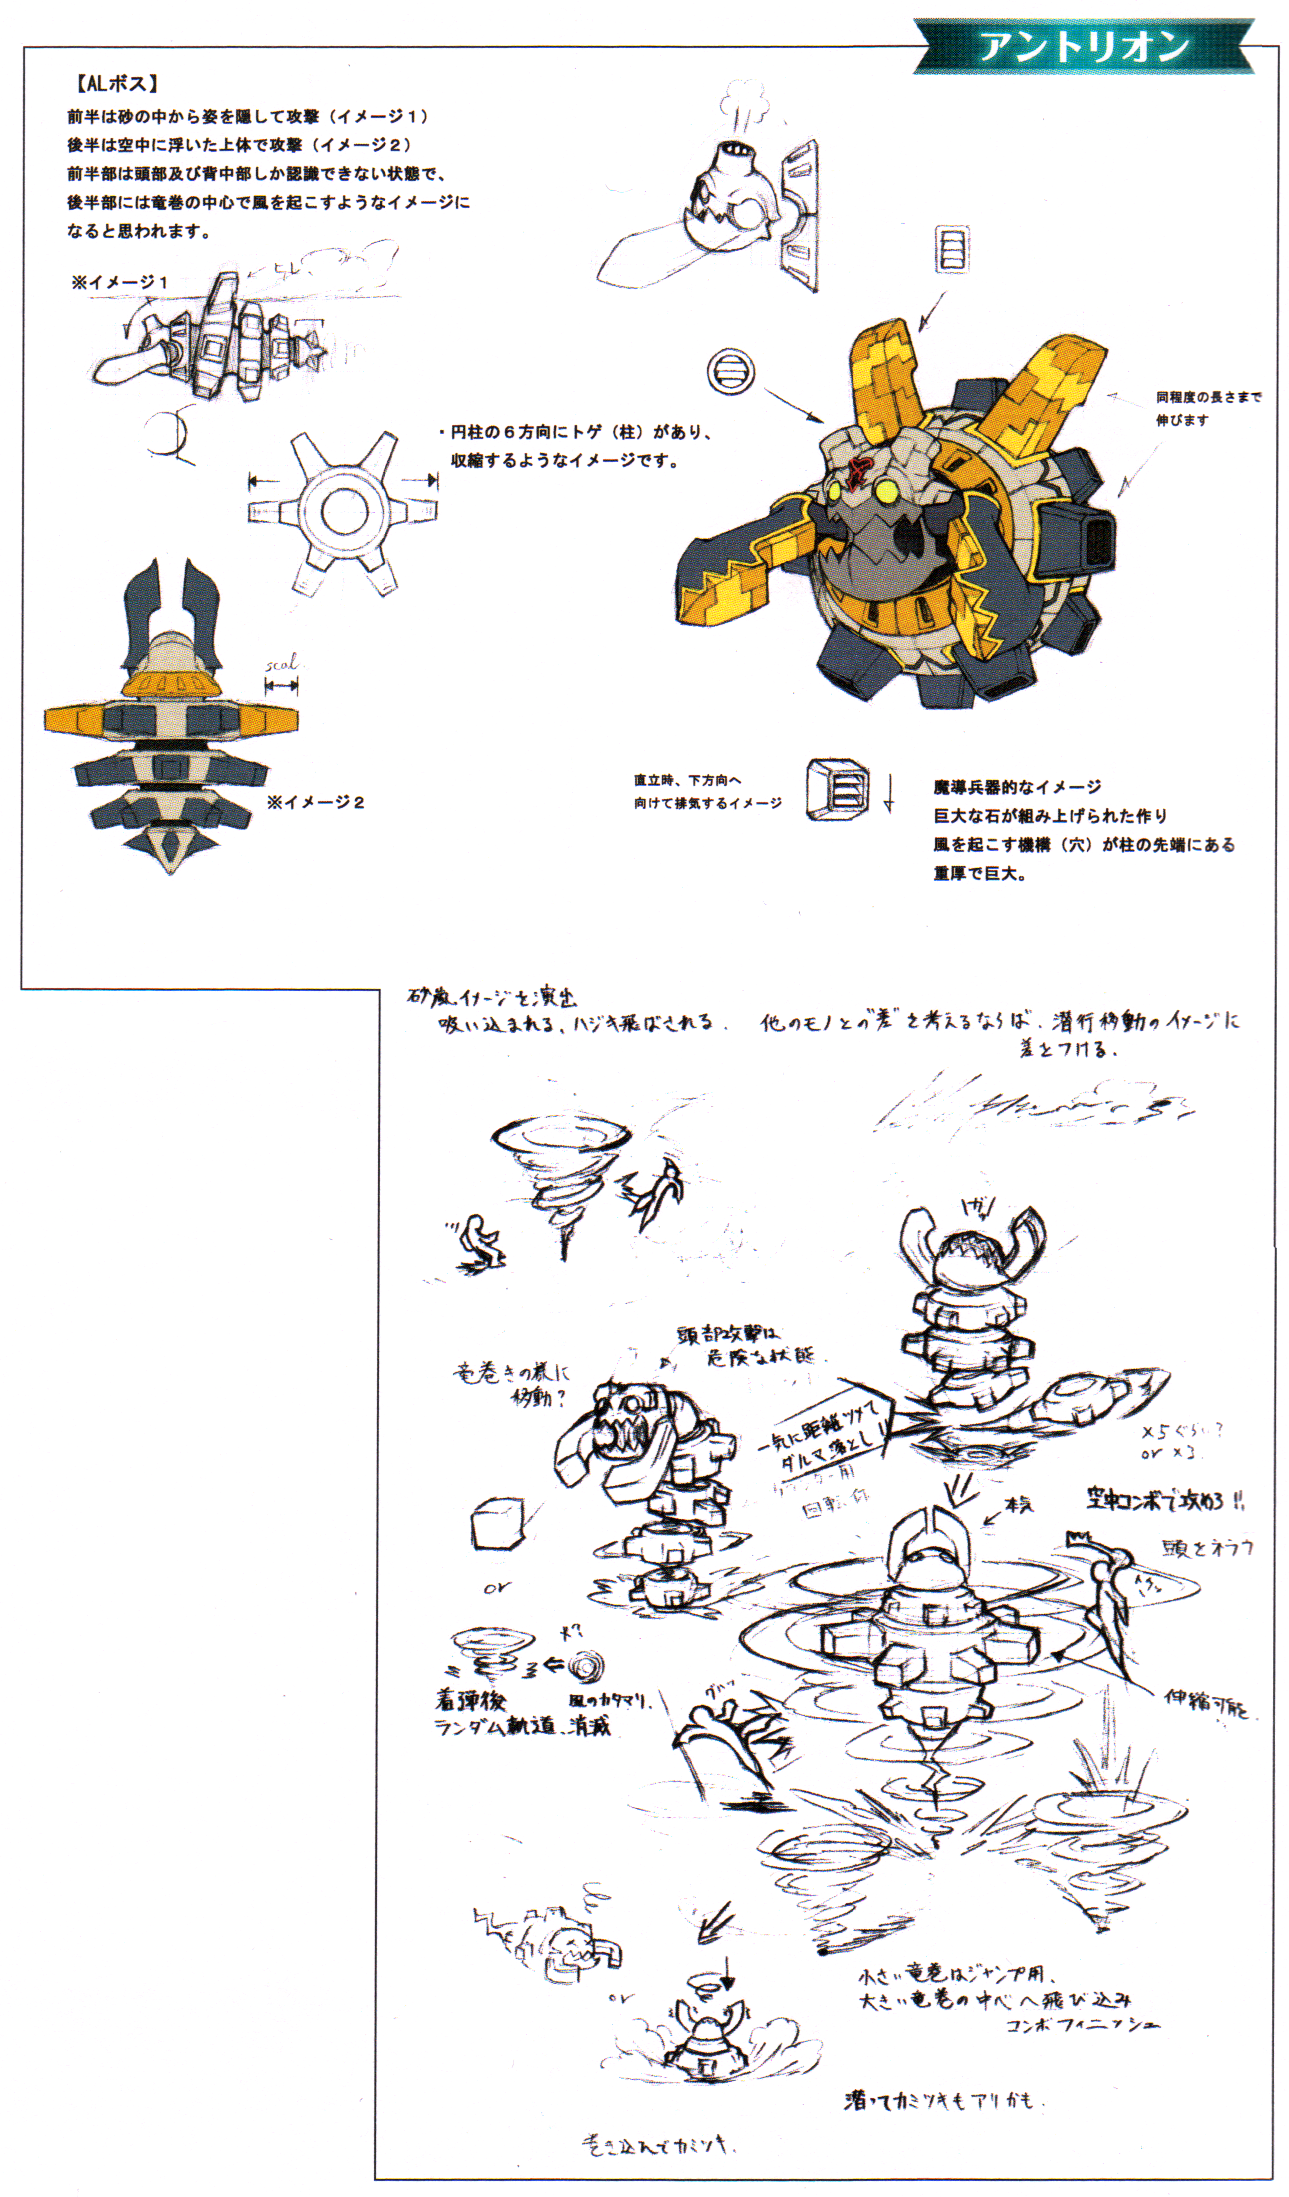 アントリオン
【ALボス】
前半は砂の中から姿を隠して攻撃（イメージ１）
後半は空中に浮いた上体で攻撃（イメージ２）
前半部は頭部及び背中部しか認識できない状態で、
後半部には竜巻の中心で風を起こすようなイメージに
なると思われます。
※イメージ１
同程度の長さまで
伸びます
・円柱の６方向にトゲ（柱）があり、
収縮するようなイメージです。
scal.
※イメージ２
直立時、下方向へ
向けて排気するイメージ
魔導兵器的なイメージ
巨大な石が組み上げられた作り
風を起こす機構（穴）が柱の先端にある
重厚で巨大。
砂嵐イメージを演出
吸い込まれる、ハジキ飛ばされる.
他のモノとの"差"を考えるならば、潜行移動のイメージに
差をつける.
頭部攻撃は
危険な状態.
竜巻きの様に
移動?
一気に距離ツメて
ダルマ落とし!!
×5ぐらい?
or ×3
本気
空中コンボで攻めろ!!
頭をネラウ
or
着弾後
ランダム軌道、消滅
風のカタマリ.
伸縮可能.
or
小さい竜巻はジャンプ用、
大きい竜巻の中心へ飛び込み
コンボフィニッシュ
潜ってカミツキもアリかも.
巻き込んでカミツキ.